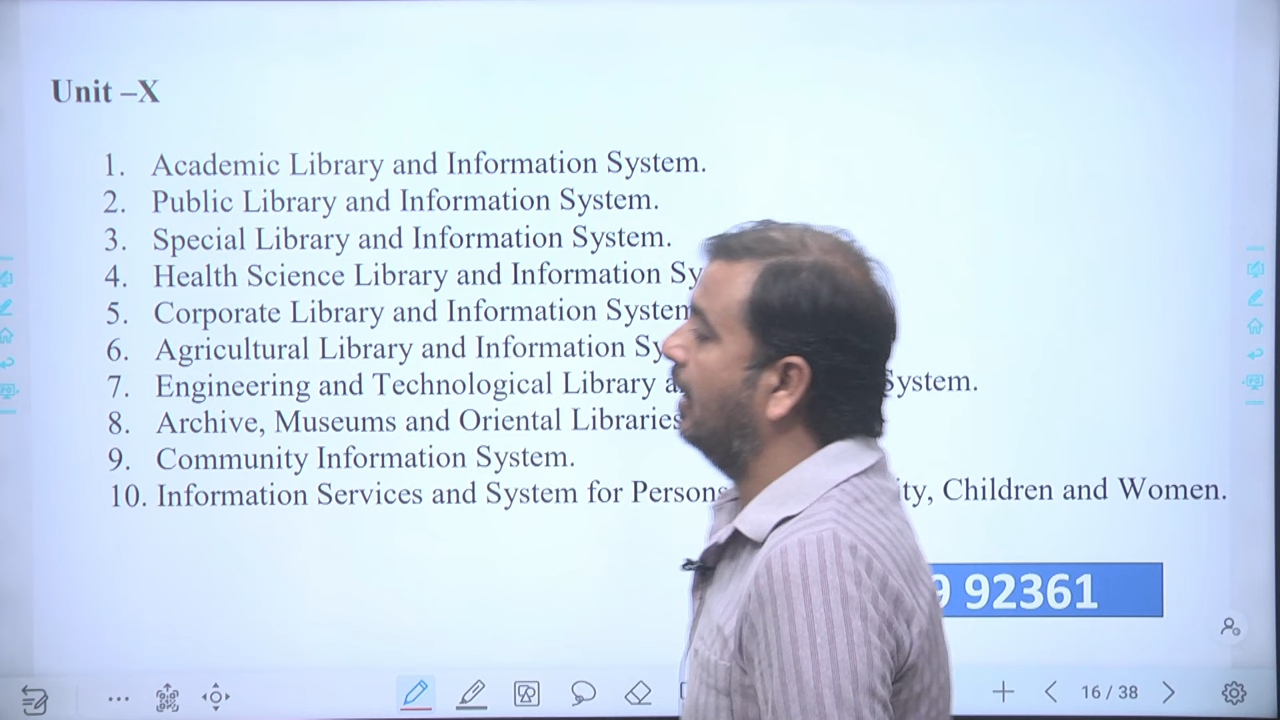 Unit –X
1. Academic Library and Information System.
2. Public Library and Information System.
3. Special Library and Information System.
4. Health Science Library and Information Sy
5. Corporate Library and Information System
6. Agricultural Library and Information Sy
7. Engineering and Technological Library a System.
8. Archive, Museums and Oriental Libraries
9. Community Information System.
10. Information Services and System for Persons ity, Children and Women.
9 92361
16 / 38